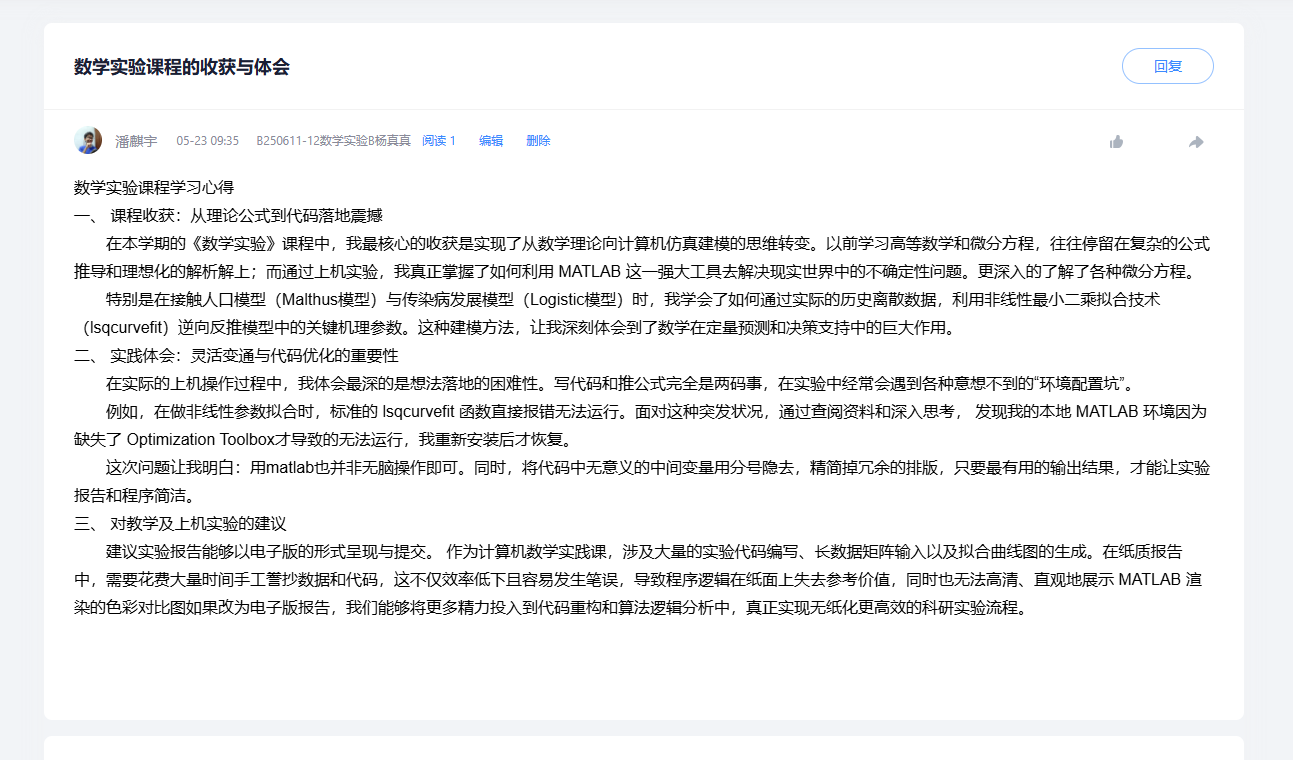 数学实验课程的收获与体会
回复
潘麒宇 05-23 09:35 B250611-12数学实验B杨真真 阅读 1 编辑 删除
数学实验课程学习心得
一、 课程收获：从理论公式到代码落地震撼
在本学期的《数学实验》课程中，我最核心的收获是实现了从数学理论向计算机仿真建模的思维转变。以前学习高等数学和微分方程，往往停留在复杂的公式
推导和理想化的解析解上；而通过上机实验，我真正掌握了如何利用 MATLAB 这一强大工具去解决现实世界中的不确定性问题。更深入的了解了各种微分方程。
特别是在接触人口模型（Malthus模型）与传染病发展模型（Logistic模型）时，我学会了如何通过实际的历史离散数据，利用非线性最小二乘拟合技术
（lsqcurvefit）逆向反推模型中的关键机理参数。这种建模方法，让我深刻体会到了数学在定量预测和决策支持中的巨大作用。
二、 实践体会：灵活变通与代码优化的重要性
在实际的上机操作过程中，我体会最深的是想法落地的困难性。写代码和推公式完全是两码事，在实验中经常会遇到各种意想不到的“环境配置坑”。
例如，在做非线性参数拟合时，标准的 lsqcurvefit 函数直接报错无法运行。面对这种突发状况，通过查阅资料和深入思考， 发现我的本地 MATLAB 环境因为
缺失了 Optimization Toolbox才导致的无法运行，我重新安装后才恢复。
这次问题让我明白：用matlab也并非无脑操作即可。同时，将代码中无意义的中间变量用分号隐去，精简掉冗余的排版，只要最有用的输出结果，才能让实验
报告和程序简洁。
三、 对教学及上机实验的建议
建议实验报告能够以电子版的形式呈现与提交。 作为计算机数学实践课，涉及大量的实验代码编写、长数据矩阵输入以及拟合曲线图的生成。在纸质报告
中，需要花费大量时间手工誊抄数据和代码，这不仅效率低下且容易发生笔误，导致程序逻辑在纸面上失去参考价值，同时也无法高清、直观地展示 MATLAB 渲
染的色彩对比图如果改为电子版报告，我们能够将更多精力投入到代码重构和算法逻辑分析中，真正实现无纸化更高效的科研实验流程。